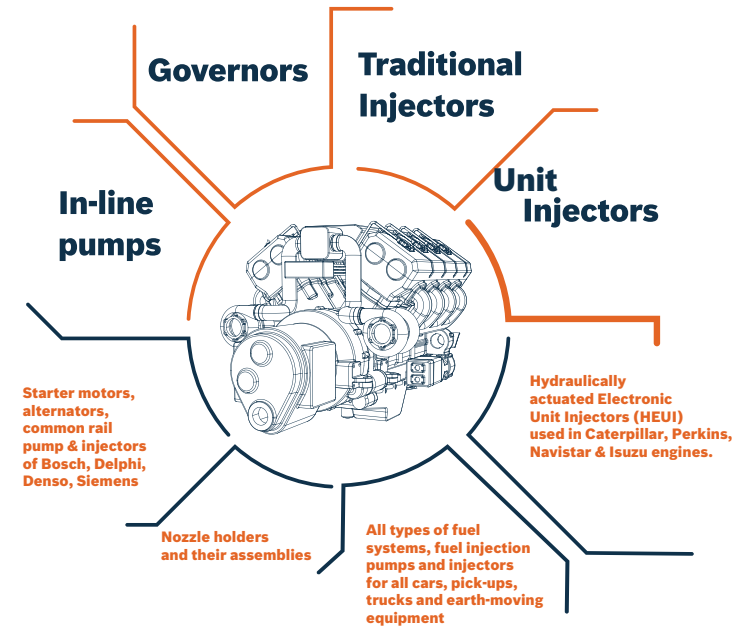 Governors
Traditional
Injectors
Unit
Injectors
In-line
pumps
Starter motors,
alternators,
common rail
pump & injectors
of Bosch, Delphi,
Denso, Siemens
Hydraulically
actuated Electronic
Unit Injectors (HEUI)
used in Caterpillar, Perkins,
Navistar & Isuzu engines.
Nozzle holders
and their assemblies
All types of fuel
systems, fuel injection
pumps and injectors
for all cars, pick-ups,
trucks and earth-moving
equipment